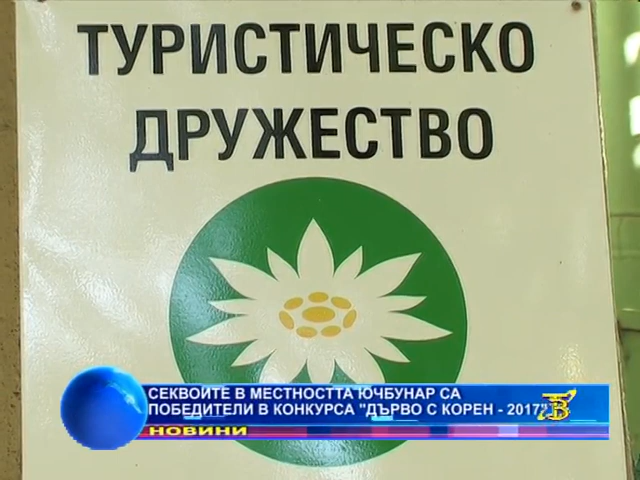 ТУРИСТИЧЕСКО
ДРУЖЕСТВО
СЕКВОИТЕ В МЕСТНОСТТА ЮЧБУНАР СА
ПОБЕДИТЕЛИ В КОНКУРСА "ДЪРВО С КОРЕН - 2017"
НОВИНИ